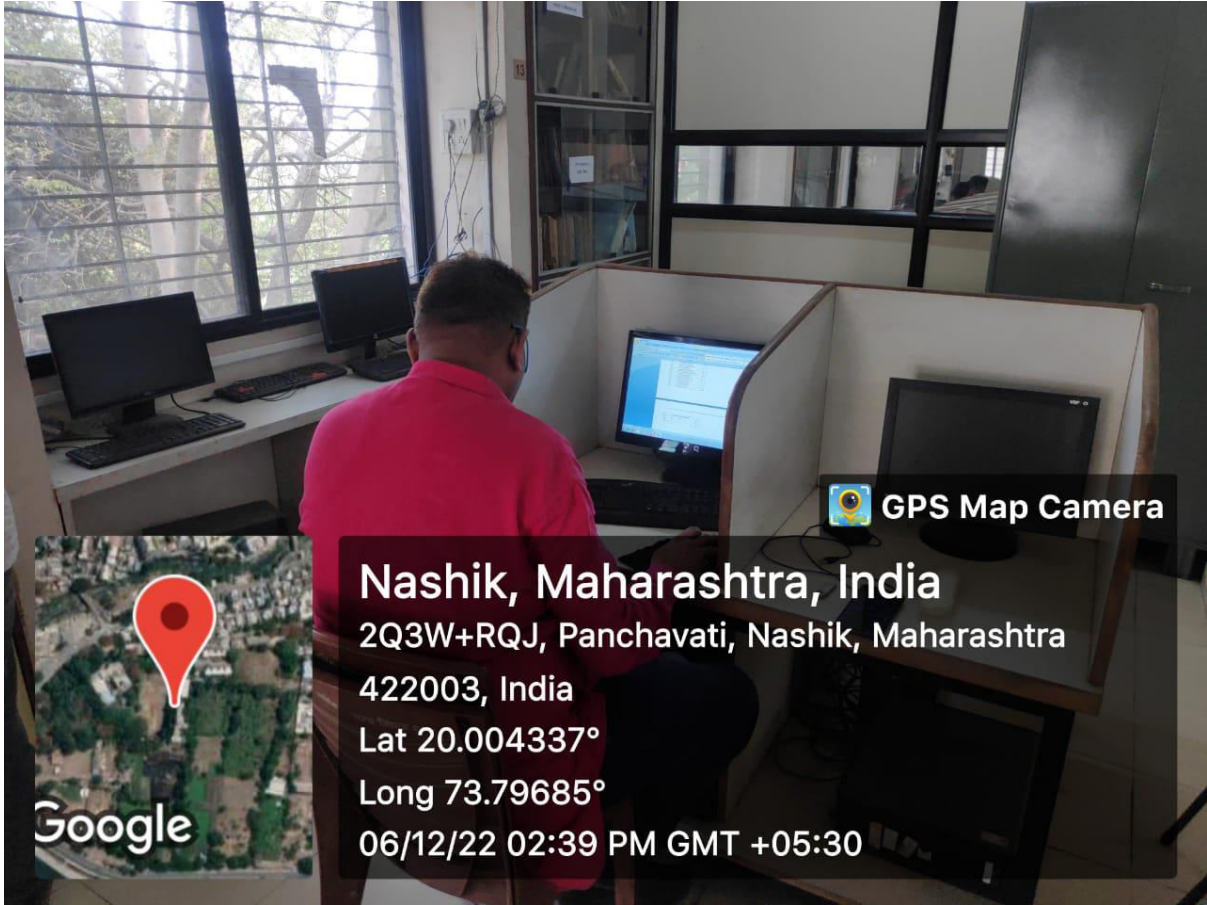 13
GPS Map Camera
Nashik, Maharashtra, India
2Q3W+RQJ, Panchavati, Nashik, Maharashtra
422003, India
Lat 20.004337°
Long 73.79685°
06/12/22 02:39 PM GMT +05:30
Google